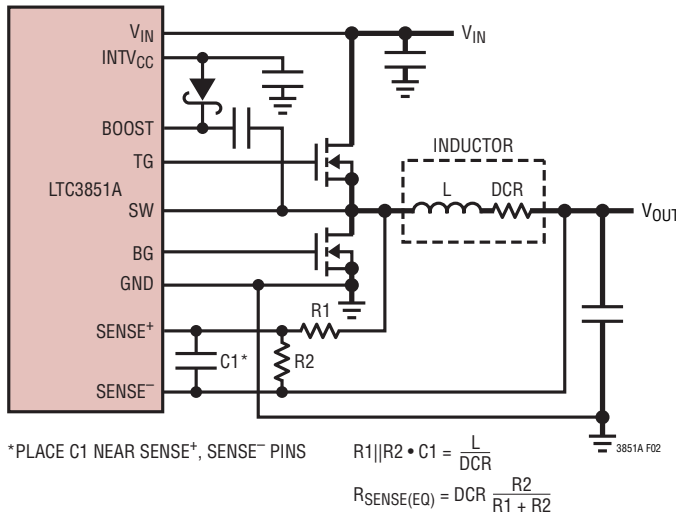 V_IN
INTV_CC
BOOST
TG
LTC3851A
SW
BG
GND
SENSE⁺
SENSE⁻
V_IN
INDUCTOR
L
DCR
V_OUT
R1
R2
C1*
*PLACE C1 NEAR SENSE⁺, SENSE⁻ PINS
R1||R2 • C1 = L/DCR
R_SENSE(EQ) = DCR R2/(R1 + R2)
3851A F02